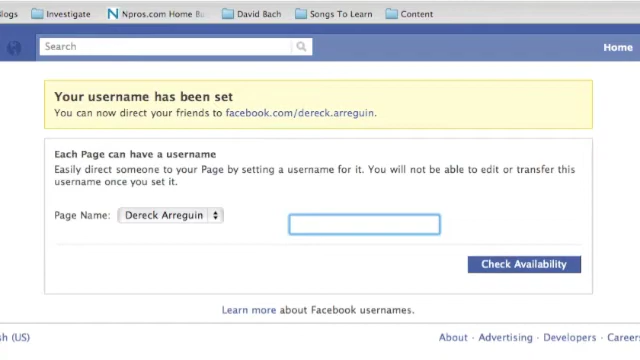 logs Investigate Npros.com Home Bu David Bach Songs To Learn Content
Search Home
Your username has been set
You can now direct your friends to facebook.com/dereck.arreguin.
Each Page can have a username
Easily direct someone to your Page by setting a username for it. You will not be able to edit or transfer this
username once you set it.
Page Name: Dereck Arreguin
Check Availability
Learn more about Facebook usernames.
sh (US) About · Advertising · Developers · Careers